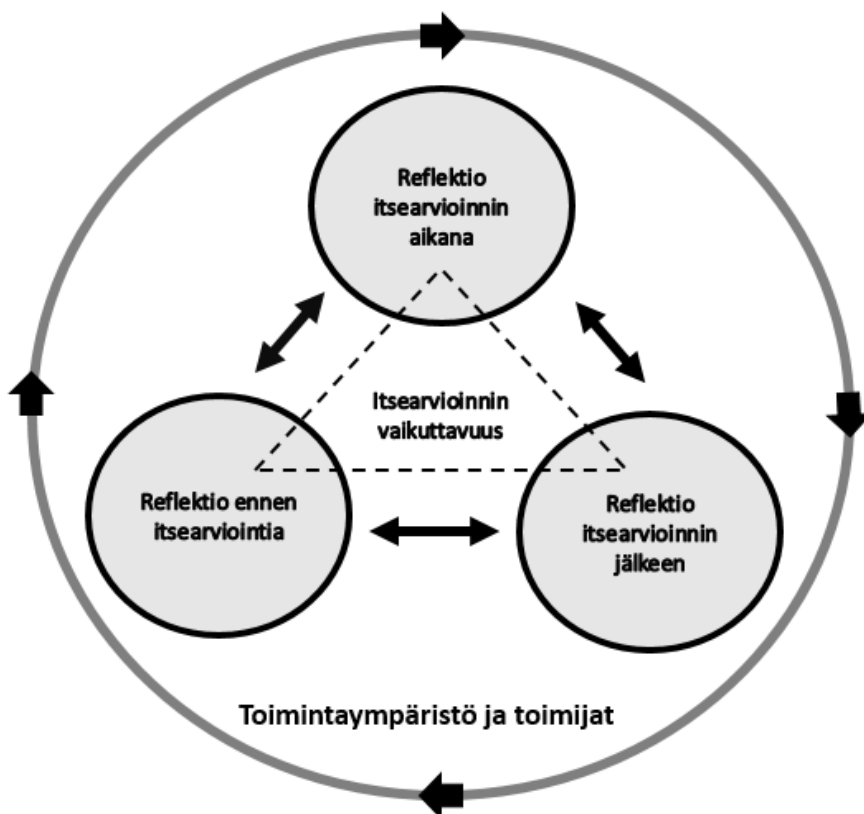 Reflektio
itsearvioinnin
aikana
Itsearvioinnin
vaikuttavuus
Reflektio ennen
itsearviointia
Reflektio
itsearvioinnin
jälkeen
Toimintaympäristö ja toimijat